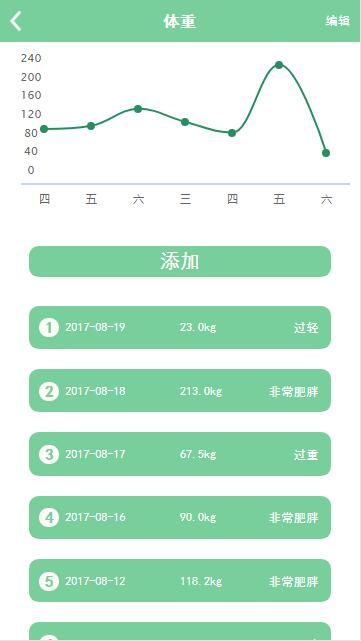 体重 编辑
240
200
160
120
80
40
0
四 五 六 三 四 五 六
添加
1 2017-08-19 23.0kg 过轻
2 2017-08-18 213.0kg 非常肥胖
3 2017-08-17 67.5kg 过重
4 2017-08-16 90.0kg 非常肥胖
5 2017-08-12 118.2kg 非常肥胖